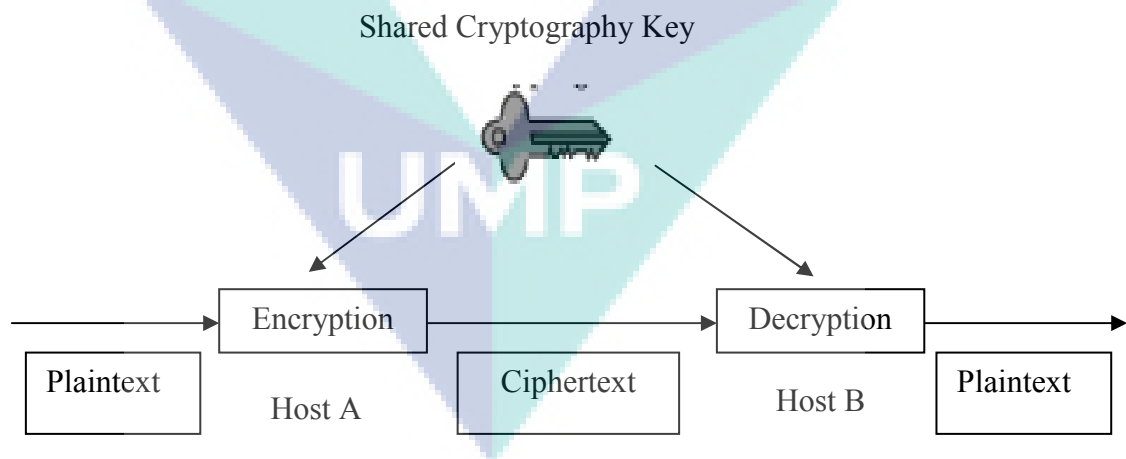 Shared Cryptography Key
UMP
Encryption
Decryption
Plaintext
Host A
Ciphertext
Host B
Plaintext